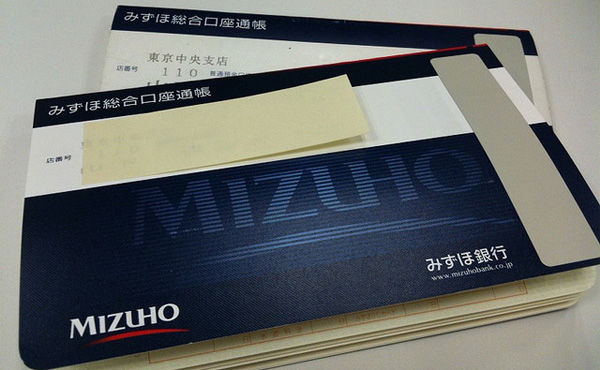 みずほ総合口座通帳
東京中央支店
店番号 110 普通預金口座
みずほ総合口座通帳
店番号
MIZUHO
みずほ銀行
www.mizuhobank.co.jp
MIZUHO